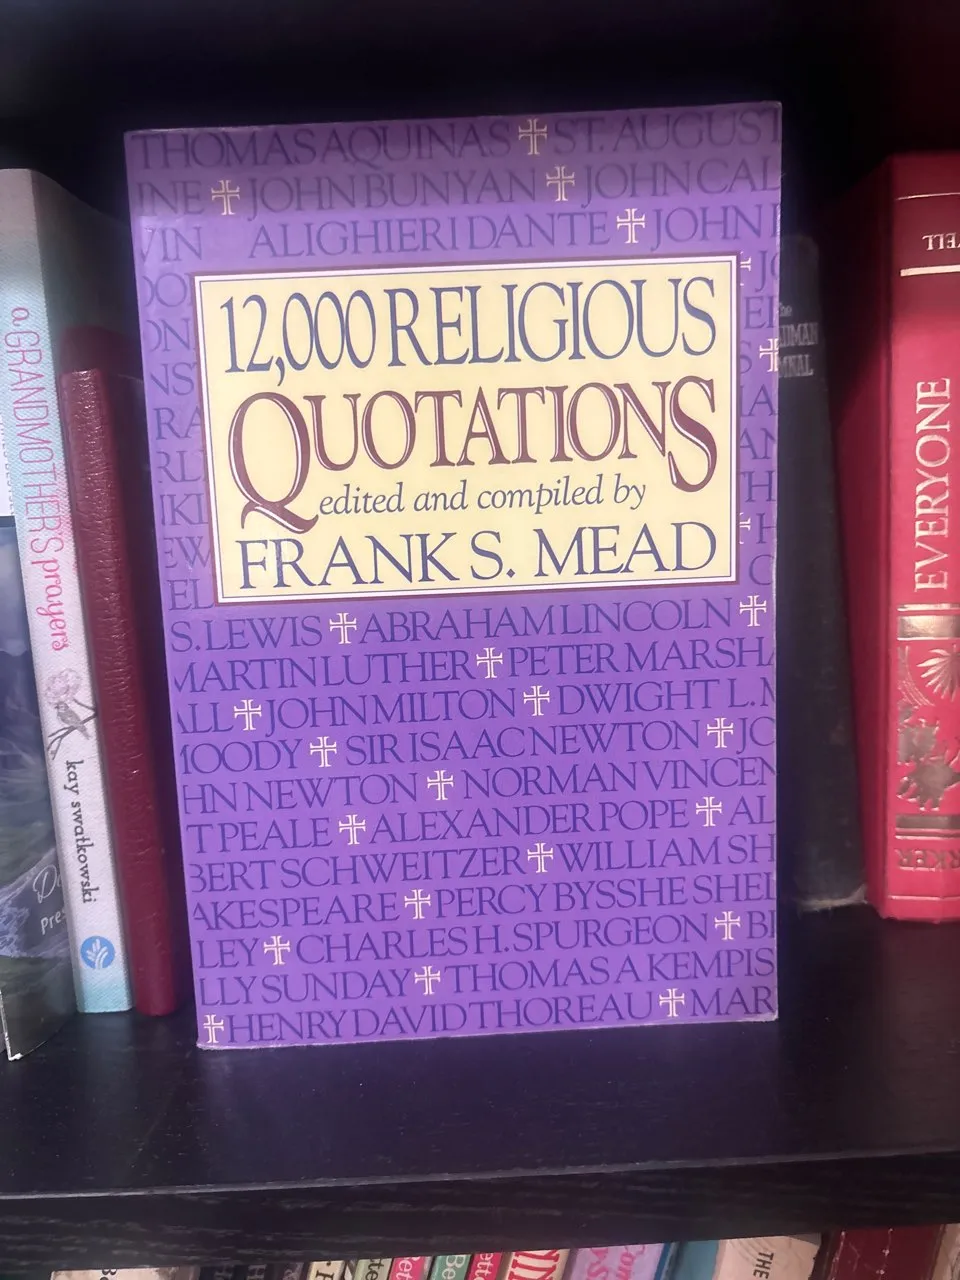 THOMAS AQUINAS ST. AUGUST
INE JOHN BUNYAN JOHN CAL
VIN ALIGHIERI DANTE JOHN
12,000 RELIGIOUS
QUOTATIONS
edited and compiled by
FRANK S. MEAD
S. LEWIS ABRAHAM LINCOLN
MARTIN LUTHER PETER MARSHA
ALL JOHN MILTON DWIGHT L. M
MOODY SIR ISAAC NEWTON JO
HN NEWTON NORMAN VINCEN
T PEALE ALEXANDER POPE AL
BERT SCHWEITZER WILLIAM SH
AKESPEARE PERCY BYSSHE SHEL
LEY CHARLES H. SPURGEON BI
LLY SUNDAY THOMAS A KEMPIS
HENRY DAVID THOREAU MAR
a GRANDMOTHER'S prayers
kay swatkowski
EVERYONE
THE